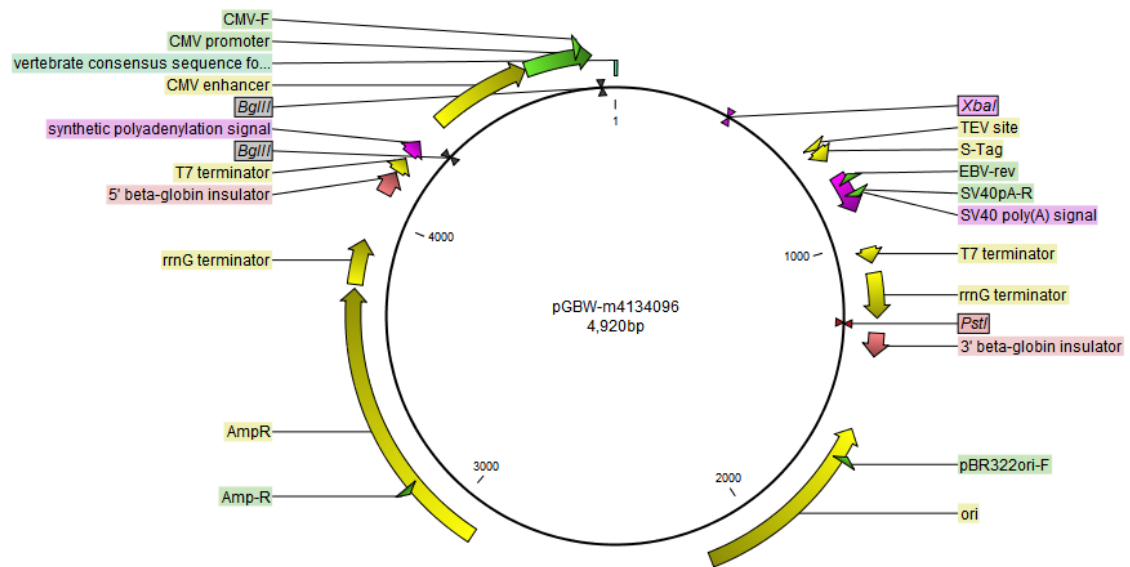 CMV-F
CMV promoter
vertebrate consensus sequence fo...
CMV enhancer
BglII
synthetic polyadenylation signal
BglII
T7 terminator
5' beta-globin insulator
rrnG terminator
AmpR
Amp-R
1
1000
2000
3000
4000
pGBW-m4134096
4,920bp
XbaI
TEV site
S-Tag
EBV-rev
SV40pA-R
SV40 poly(A) signal
T7 terminator
rrnG terminator
PstI
3' beta-globin insulator
pBR322ori-F
ori